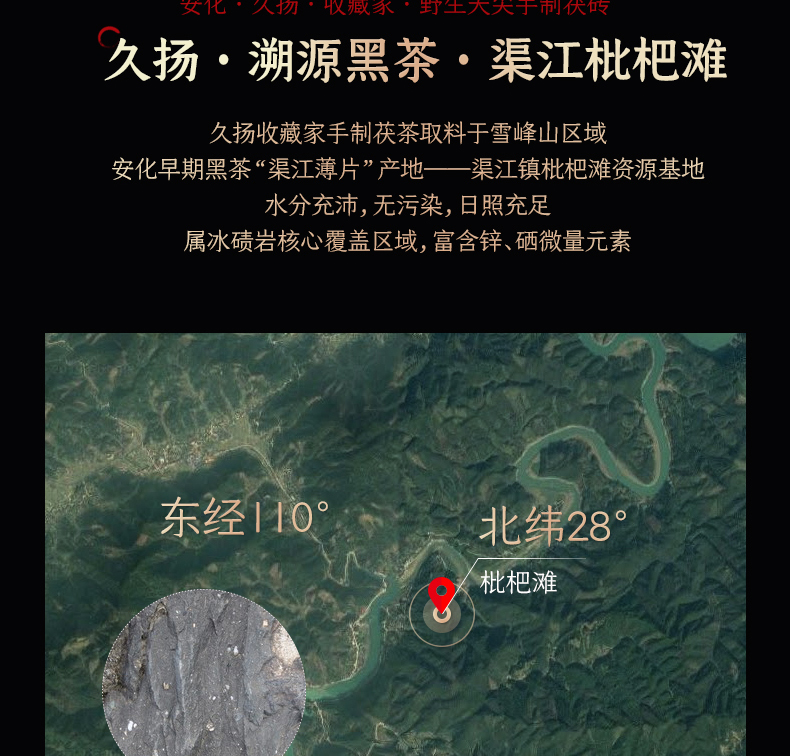 安化·久扬·收藏家·野生天尖手制茯砖
久扬·溯源黑茶·渠江枇杷滩
久扬收藏家手制茯茶取料于雪峰山区域
安化早期黑茶“渠江薄片”产地——渠江镇枇杷滩资源基地
水分充沛,无污染,日照充足
属冰碛岩核心覆盖区域,富含锌、硒微量元素
东经110°
北纬28°
枇杷滩